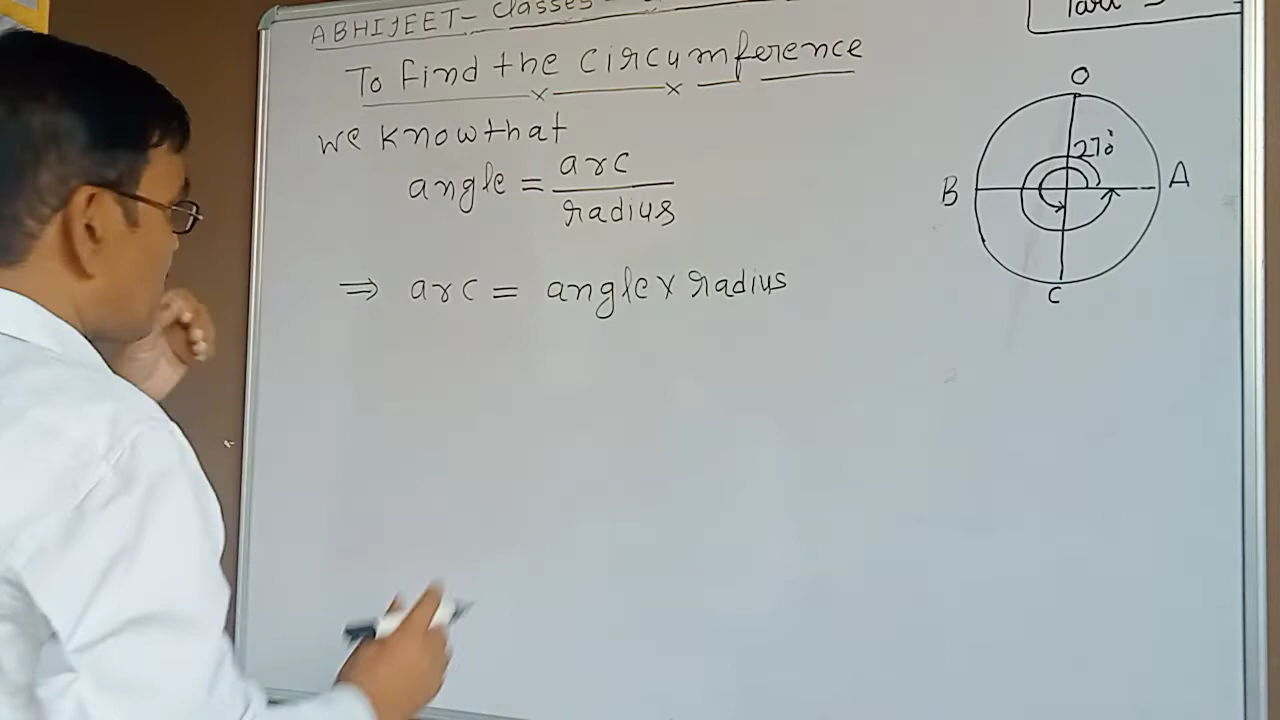 ABHIJEET- Classes
To find the circumference
we know that
angle = arc
radius
⇒ arc = angle x radius
O
270°
B
A
C